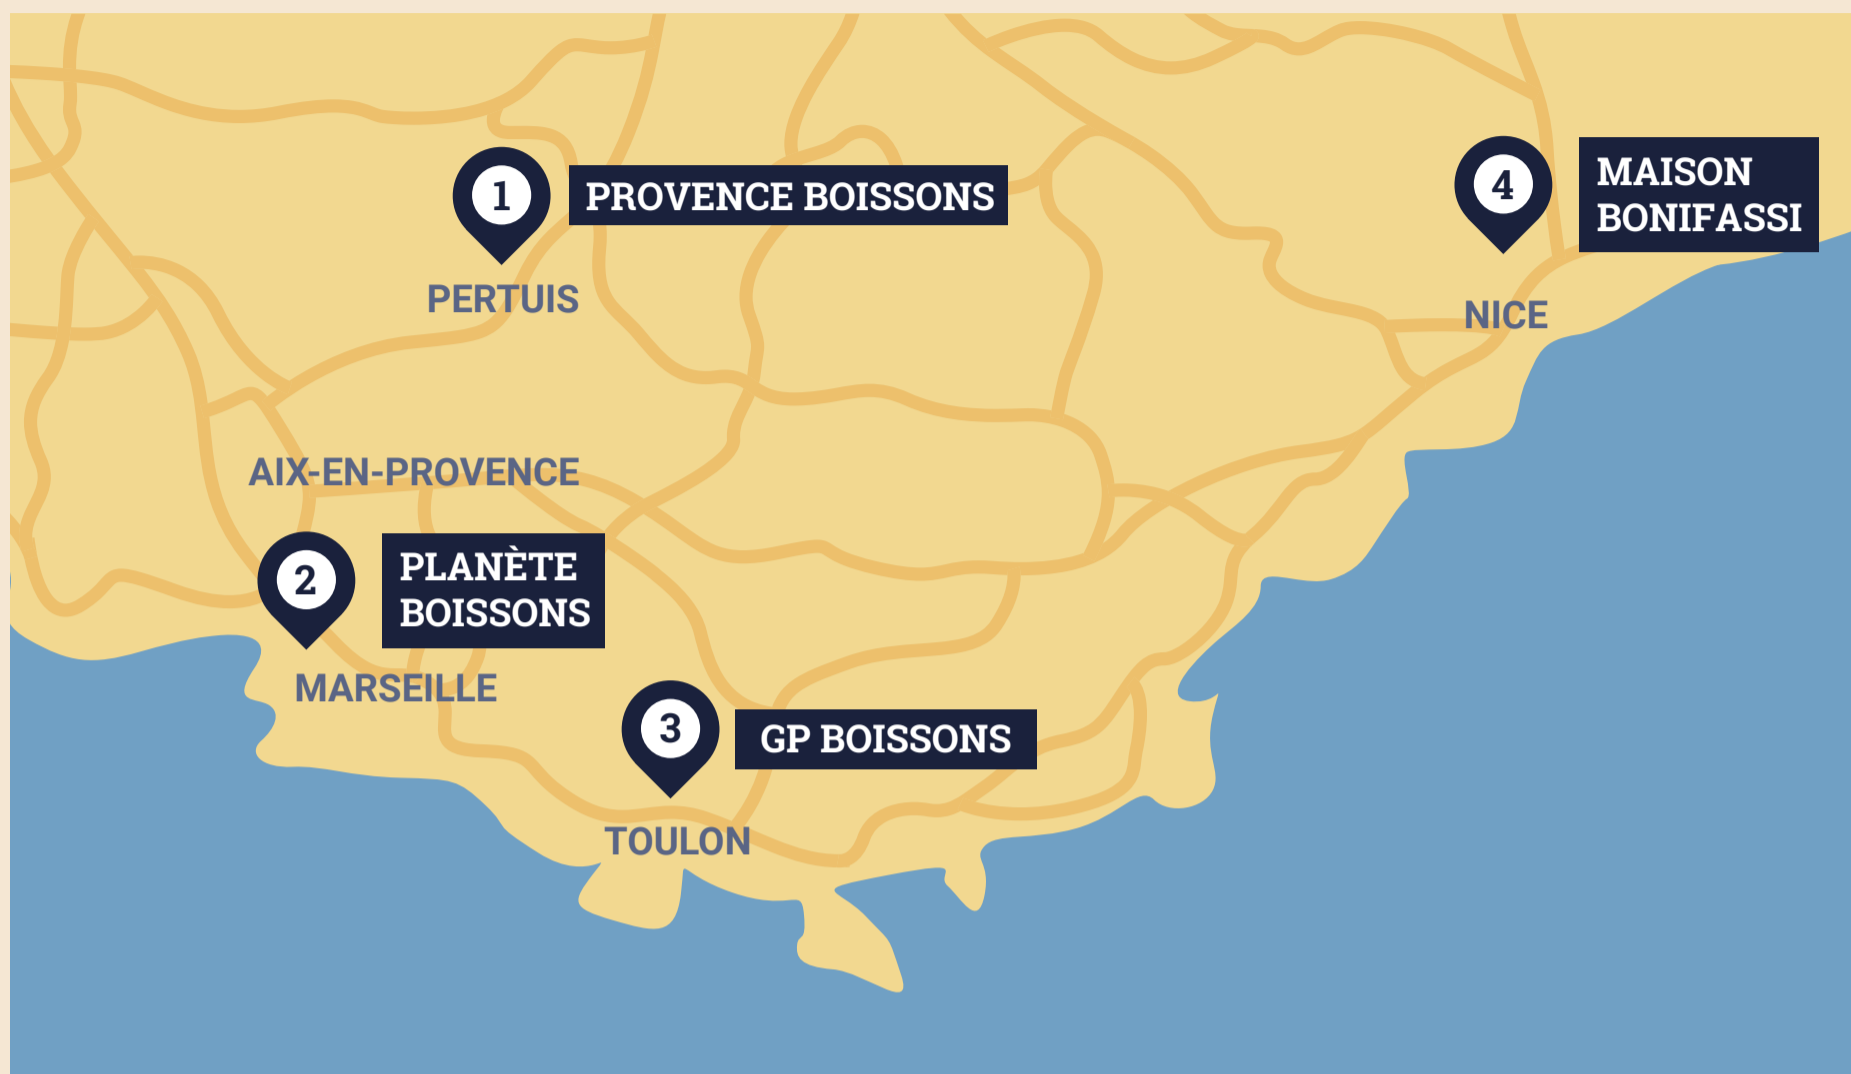 1
PROVENCE BOISSONS
PERTUIS
4
MAISON
BONIFASSI
NICE
AIX-EN-PROVENCE
2
PLANÈTE
BOISSONS
MARSEILLE
3
GP BOISSONS
TOULON